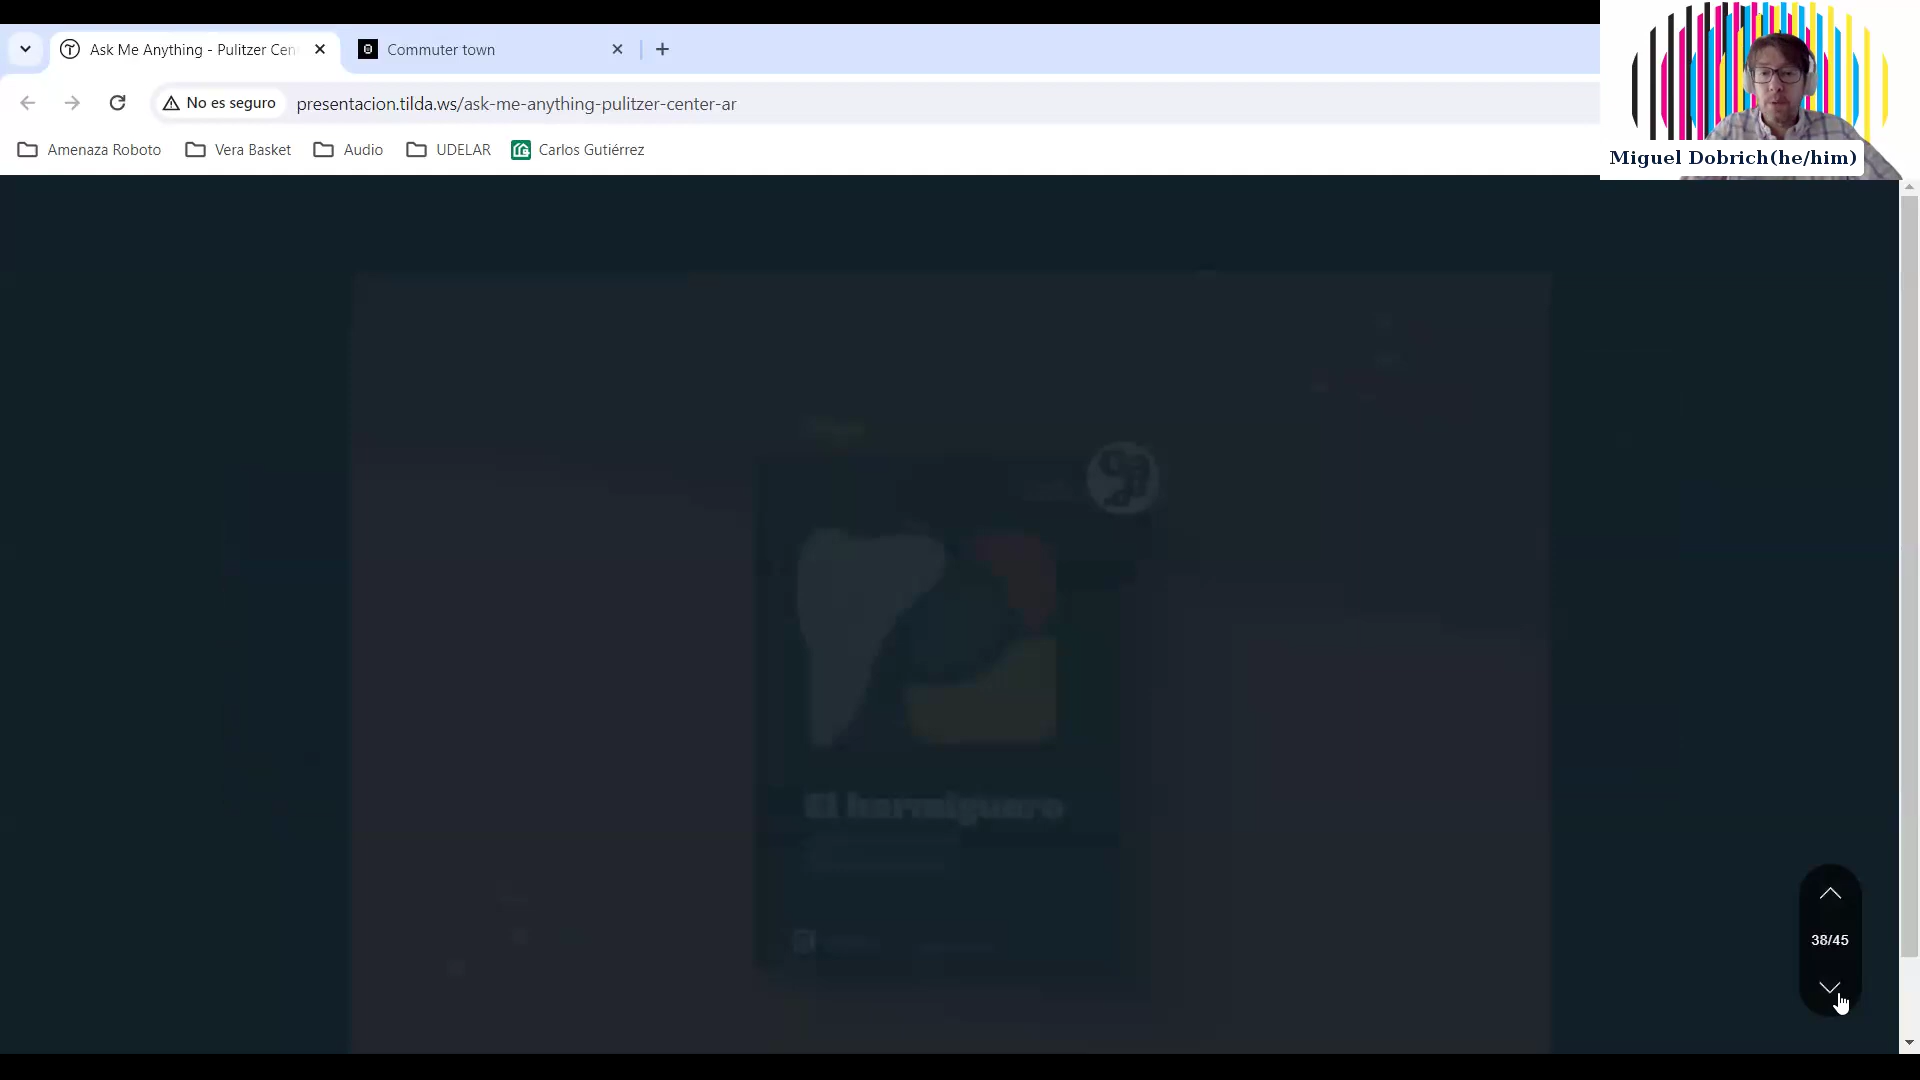 Ask Me Anything - Pulitzer Cen
Commuter town
No es seguro
presentacion.tilda.ws/ask-me-anything-pulitzer-center-ar
Amenaza Roboto
Vera Basket
Audio
UDELAR
Carlos Gutiérrez
Miguel Dobrich(he/him)
El hormiguero
38/45